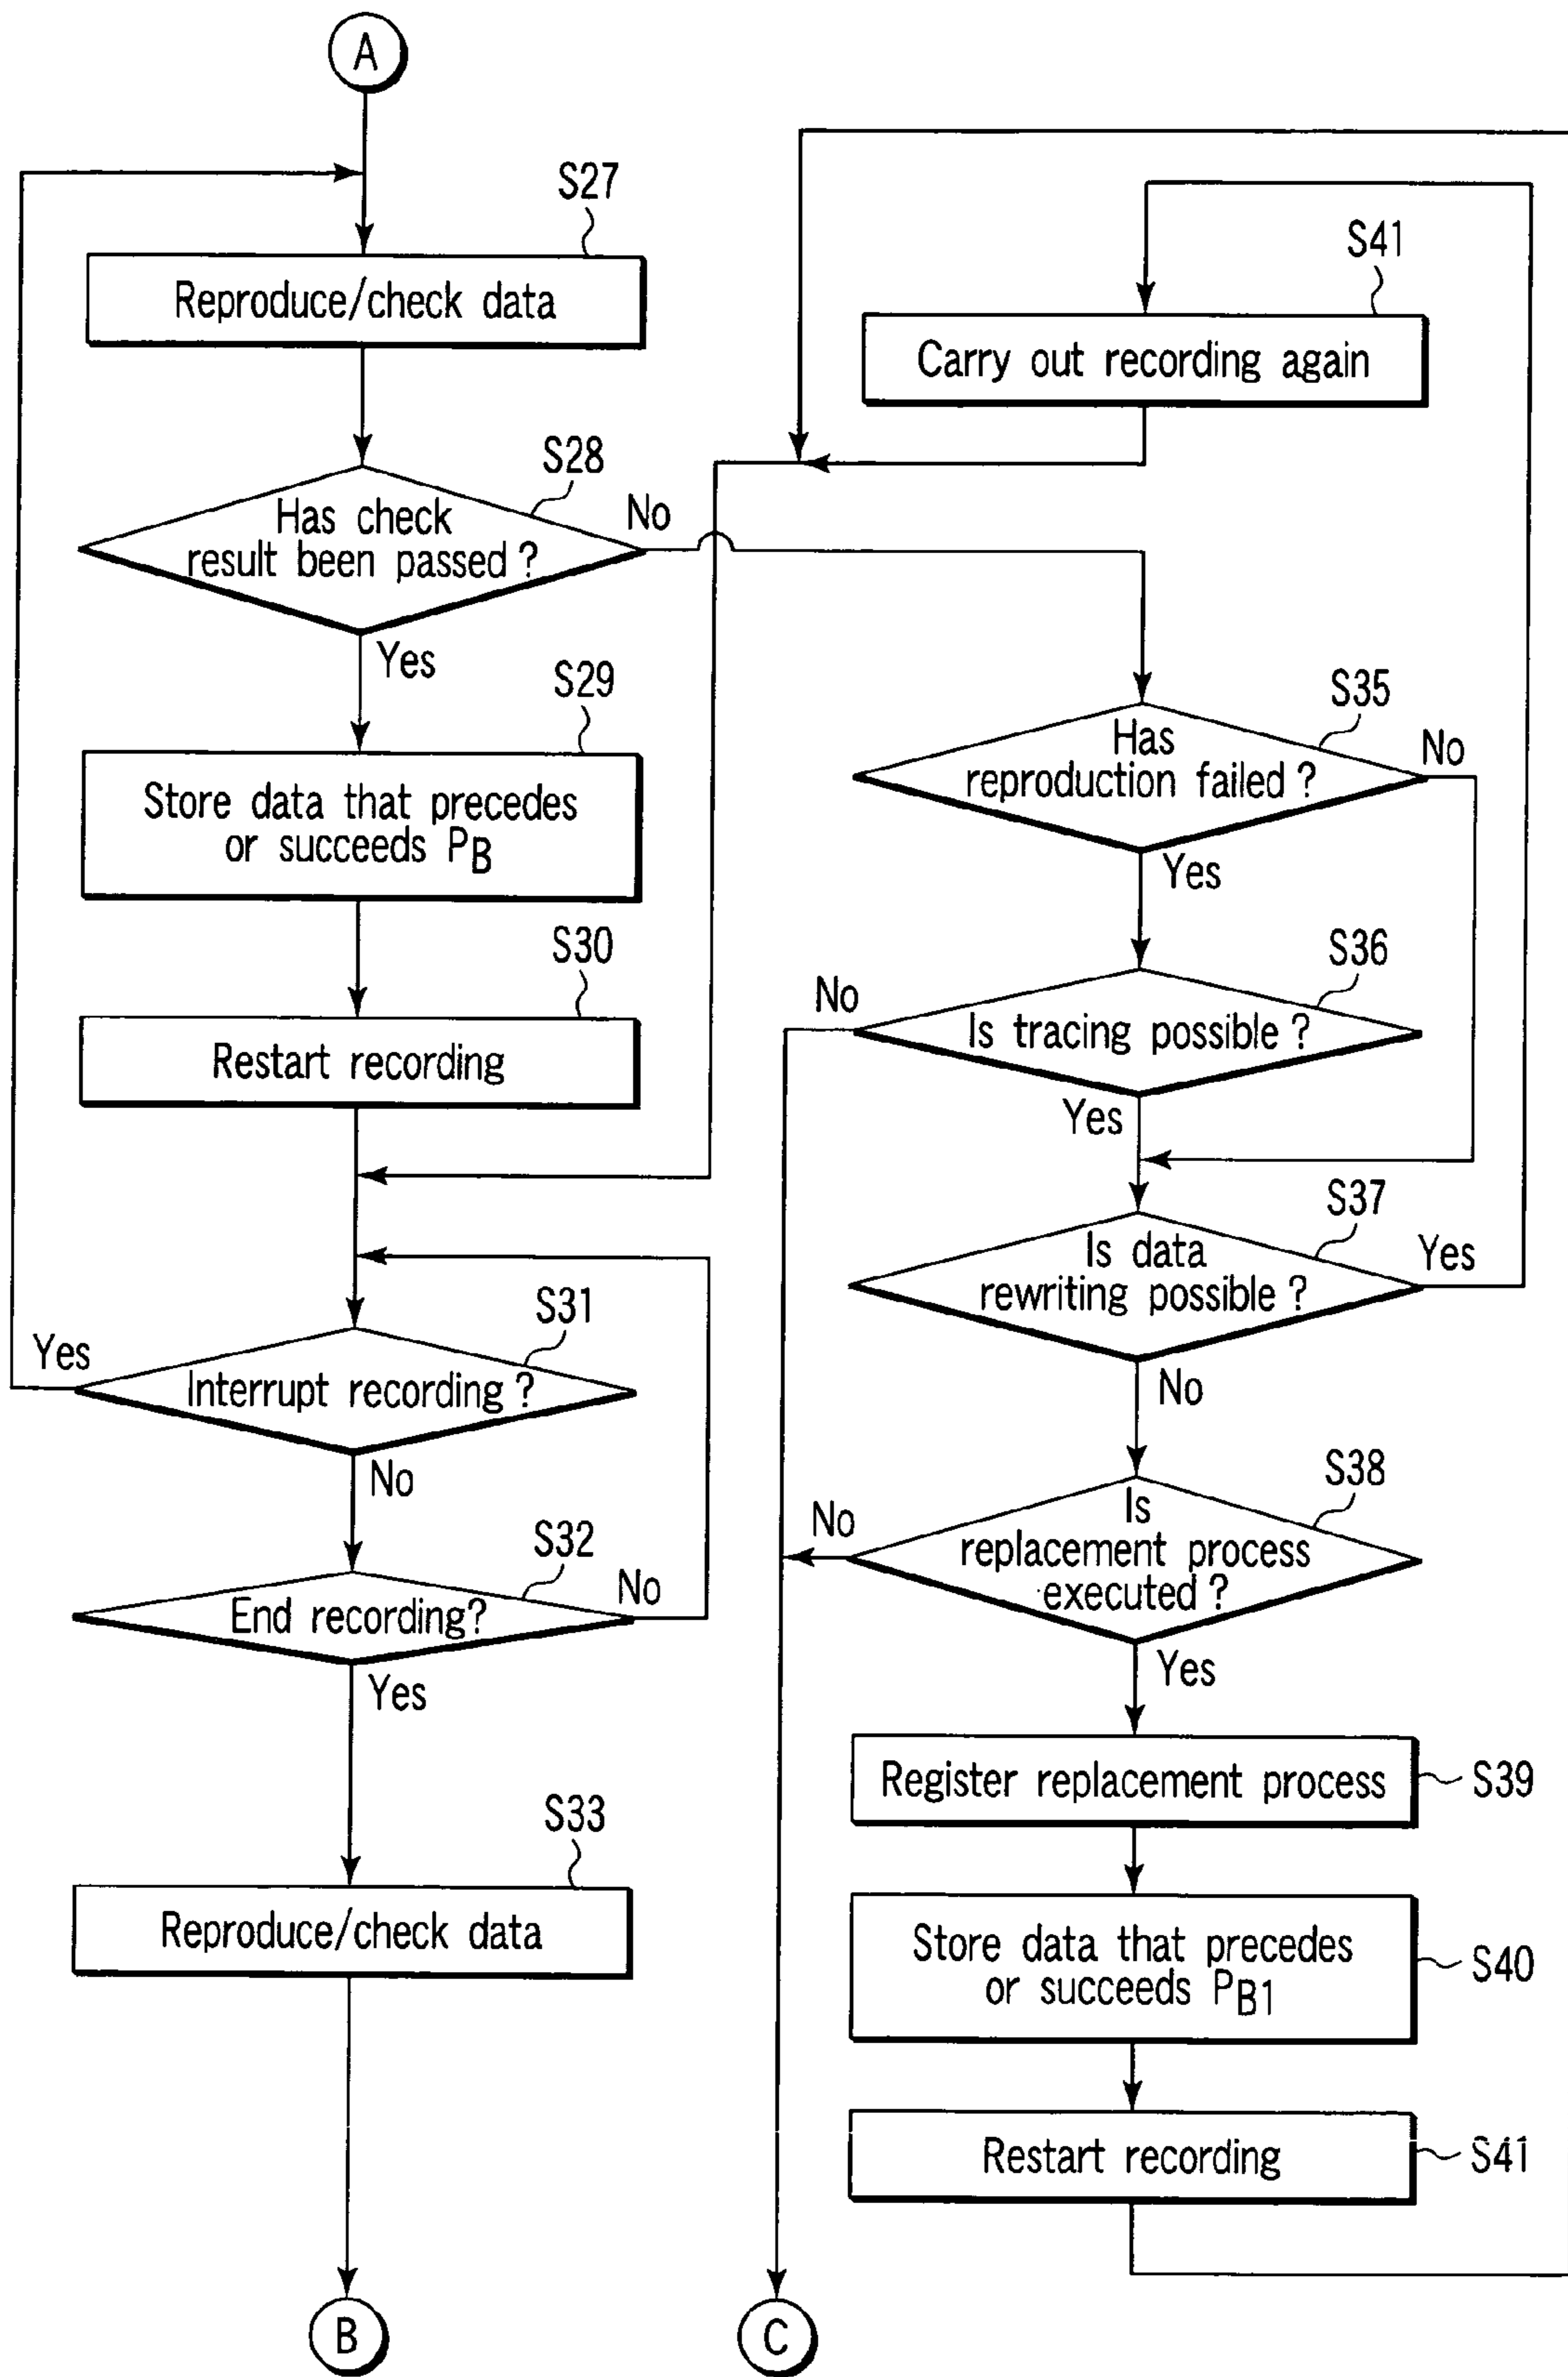 A
S27
Reproduce/check data
S28
Has check
result been passed?
No
Yes
S29
Store data that precedes
or succeeds PB
S30
Restart recording
S31
Interrupt recording?
Yes
No
S32
End recording?
No
Yes
S33
Reproduce/check data
B
S41
Carry out recording again
S35
Has
reproduction failed?
No
Yes
S36
Is tracing possible?
No
Yes
S37
Is data
rewriting possible?
Yes
No
S38
Is
replacement process
executed?
No
Yes
Register replacement process
S39
Store data that precedes
or succeeds PB1
S40
Restart recording
S41
C